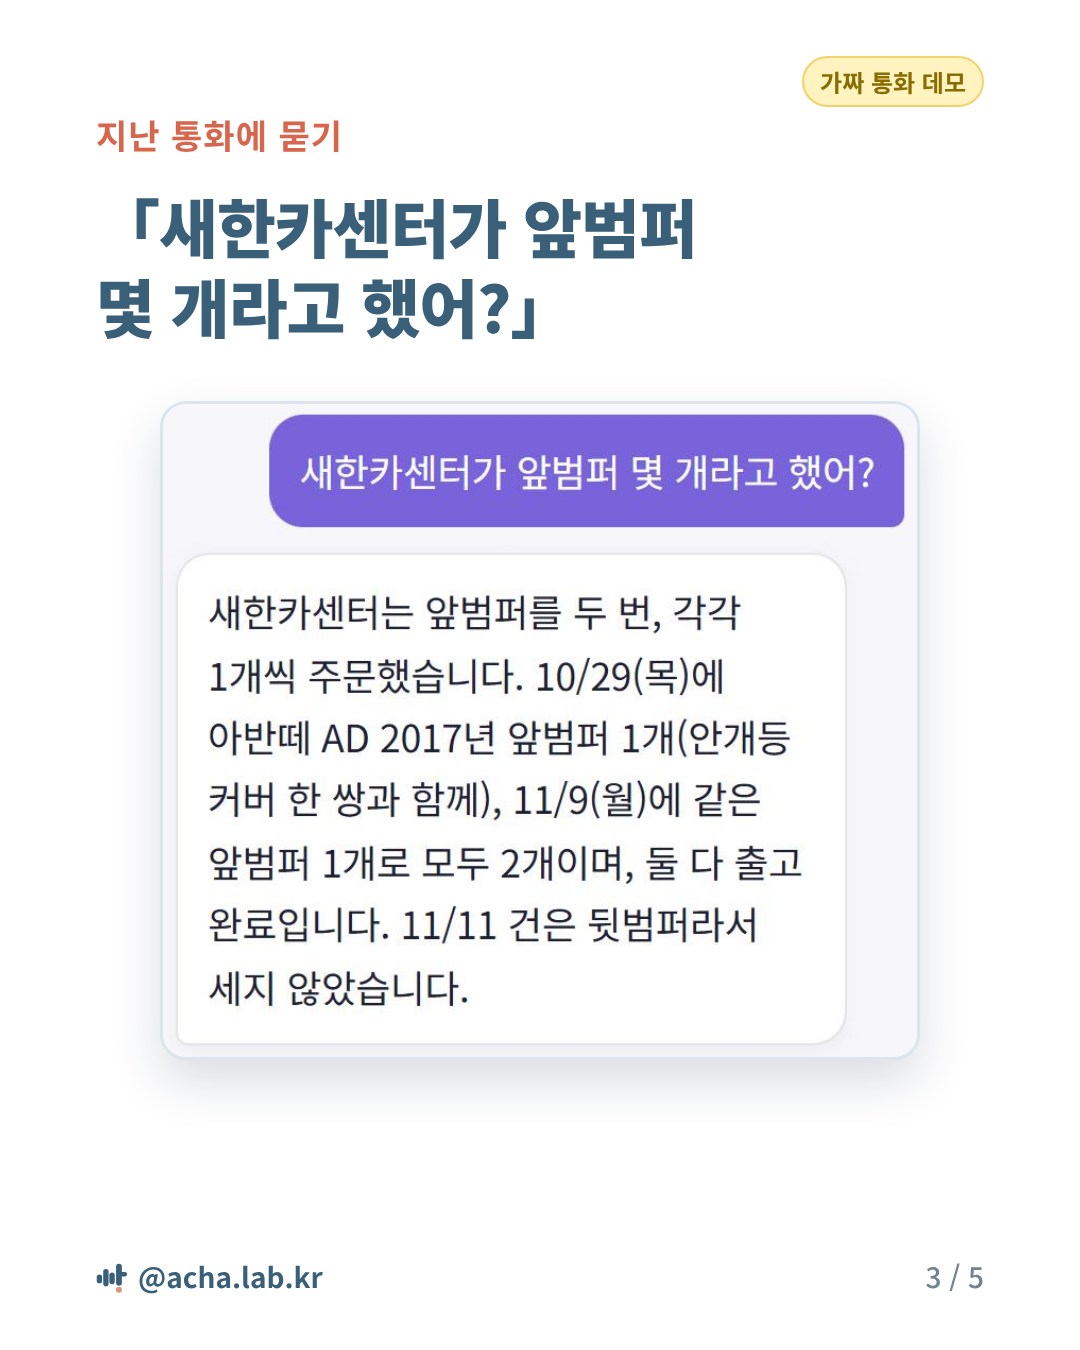 가짜 통화 데모
지난 통화에 묻기
「새한카센터가 앞범퍼
몇 개라고 했어?」
새한카센터가 앞범퍼 몇 개라고 했어?
새한카센터는 앞범퍼를 두 번, 각각
1개씩 주문했습니다. 10/29(목)에
아반떼 AD 2017년 앞범퍼 1개(안개등
커버 한 쌍과 함께), 11/9(월)에 같은
앞범퍼 1개로 모두 2개이며, 둘 다 출고
완료입니다. 11/11 건은 뒷범퍼라서
세지 않았습니다.
@acha.lab.kr
3 / 5